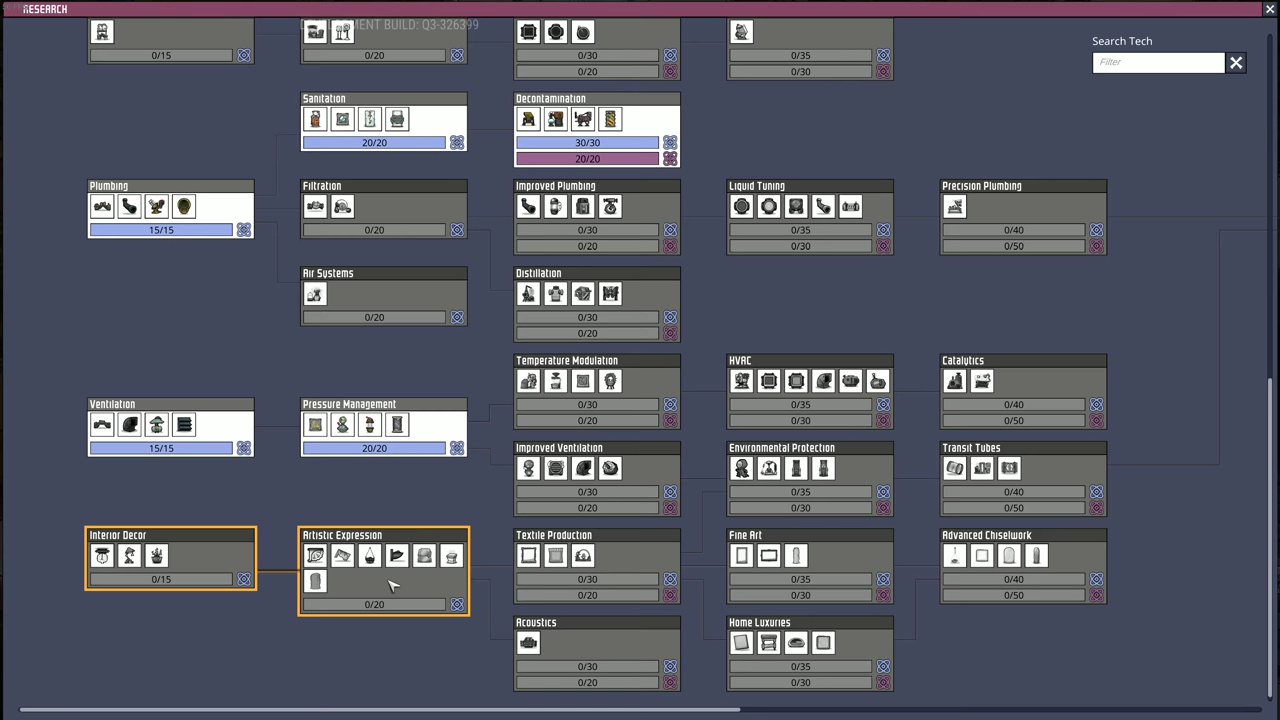 RESEARCH
MENT BUILD: Q3-326399
Search Tech
Filter
0/15
0/20
0/30
0/20
0/35
0/30
Sanitation
20/20
Decontamination
30/30
20/20
Plumbing
15/15
Filtration
0/20
Improved Plumbing
0/30
0/20
Liquid Tuning
0/35
0/30
Precision Plumbing
0/40
0/50
Air Systems
0/20
Distillation
0/30
0/20
Temperature Modulation
0/30
0/20
HVAC
0/35
0/30
Catalytics
0/40
0/50
Ventilation
15/15
Pressure Management
20/20
Improved Ventilation
0/30
0/20
Environmental Protection
0/35
0/30
Transit Tubes
0/40
0/50
Interior Decor
0/15
Artistic Expression
0/20
Textile Production
0/30
0/20
Fine Art
0/35
0/30
Advanced Chiselwork
0/40
0/50
Acoustics
0/30
0/20
Home Luxuries
0/35
0/30